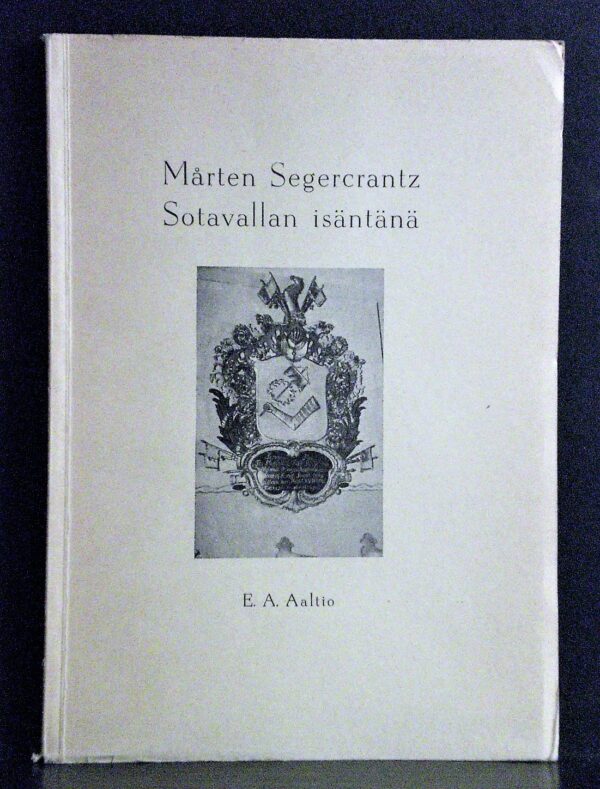 Mårten Segercrantz
Sotavallan isäntänä
E. A. Aaltio